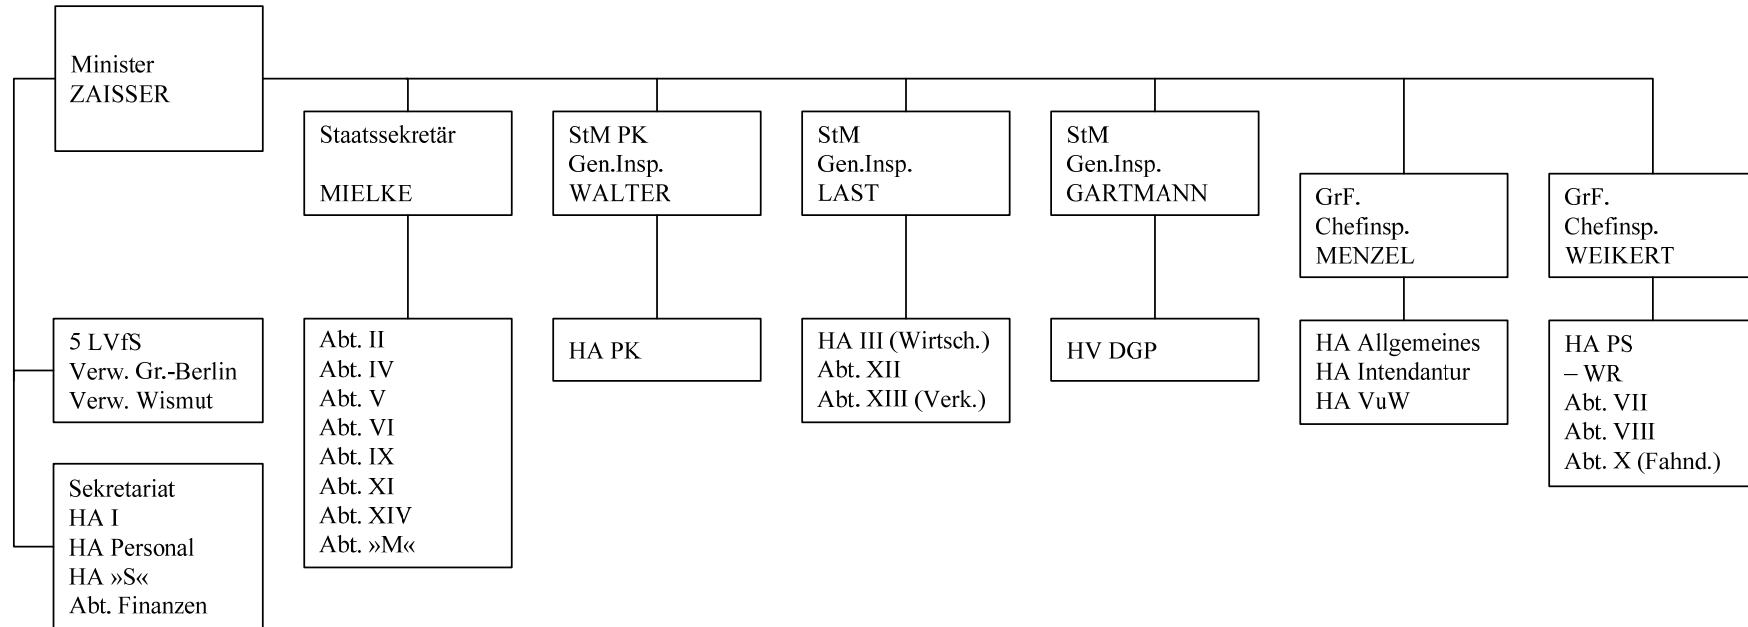 Minister
ZAISSER
Staatssekretär
MIELKE
StM PK
Gen.Insp.
WALTER
StM
Gen.Insp.
LAST
StM
Gen.Insp.
GARTMANN
GrF.
Chefinsp.
MENZEL
GrF.
Chefinsp.
WEIKERT
5 LVfS
Verw. Gr.-Berlin
Verw. Wismut
Sekretariat
HA I
HA Personal
HA »S«
Abt. Finanzen
Abt. II
Abt. IV
Abt. V
Abt. VI
Abt. IX
Abt. XI
Abt. XIV
Abt. »M«
HA PK
HA III (Wirtsch.)
Abt. XII
Abt. XIII (Verk.)
HV DGP
HA Allgemeines
HA Intendantur
HA VuW
HA PS
– WR
Abt. VII
Abt. VIII
Abt. X (Fahnd.)